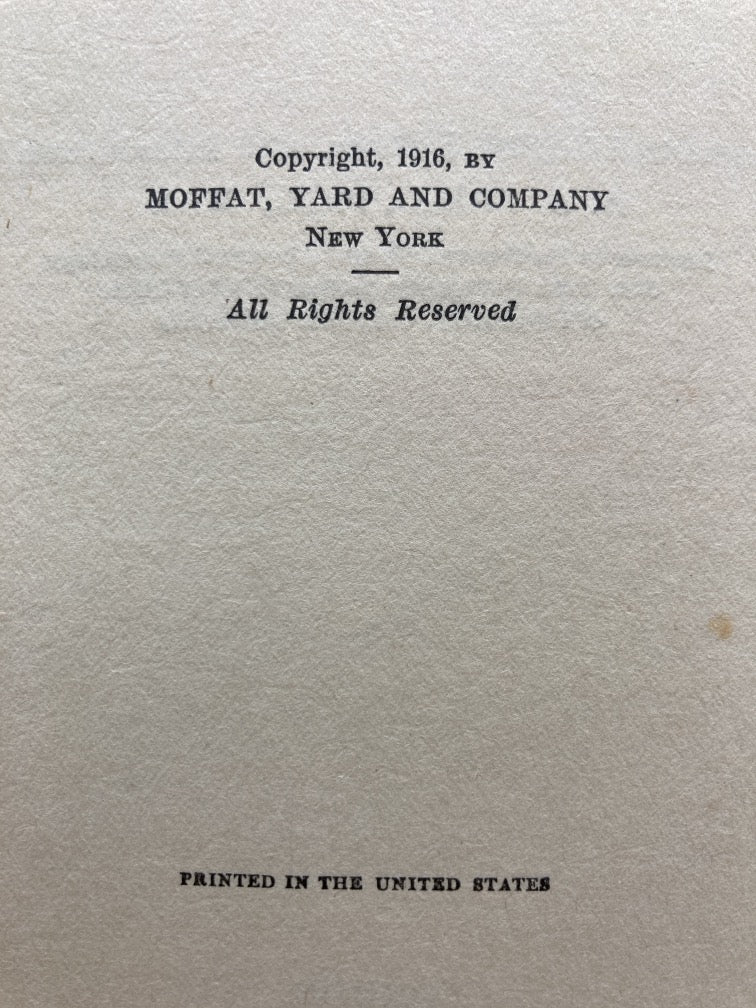 Copyright, 1916, BY
MOFFAT, YARD AND COMPANY
NEW YORK
All Rights Reserved
PRINTED IN THE UNITED STATES